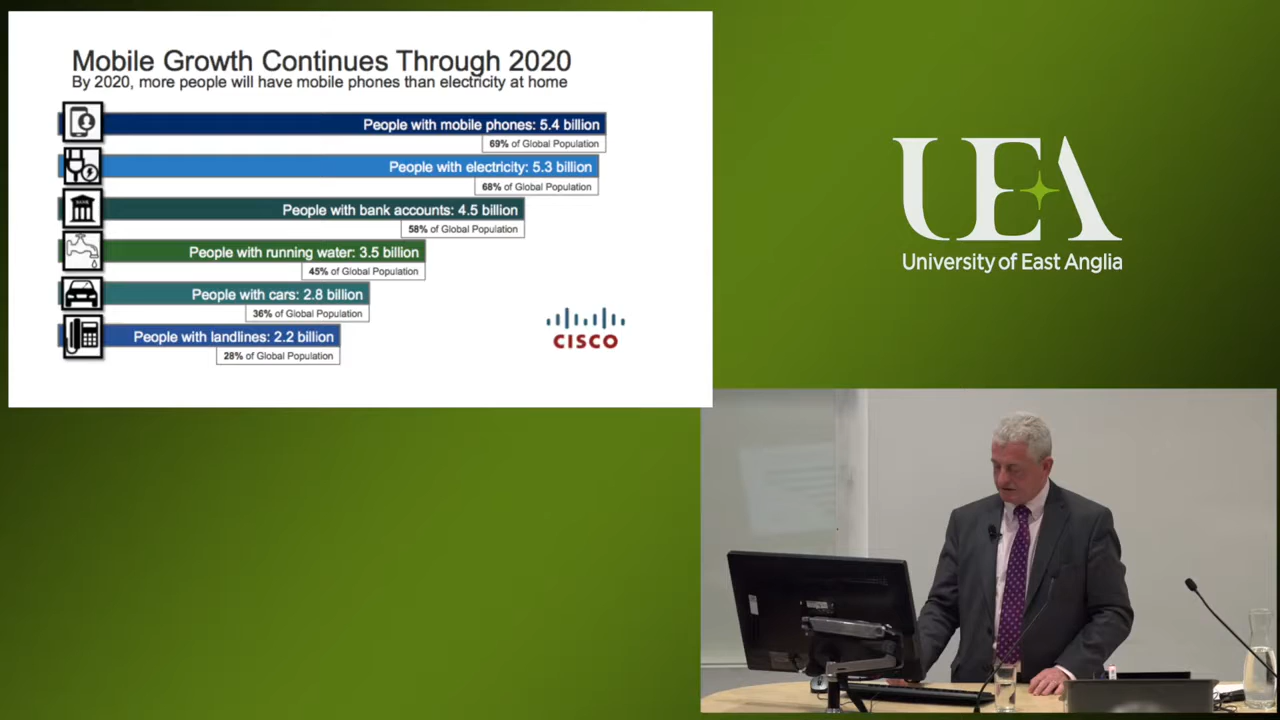 Mobile Growth Continues Through 2020
By 2020, more people will have mobile phones than electricity at home
People with mobile phones: 5.4 billion
69% of Global Population
People with electricity: 5.3 billion
68% of Global Population
BANK
People with bank accounts: 4.5 billion
58% of Global Population
People with running water: 3.5 billion
45% of Global Population
People with cars: 2.8 billion
36% of Global Population
People with landlines: 2.2 billion
28% of Global Population
CISCO
UEA
University of East Anglia